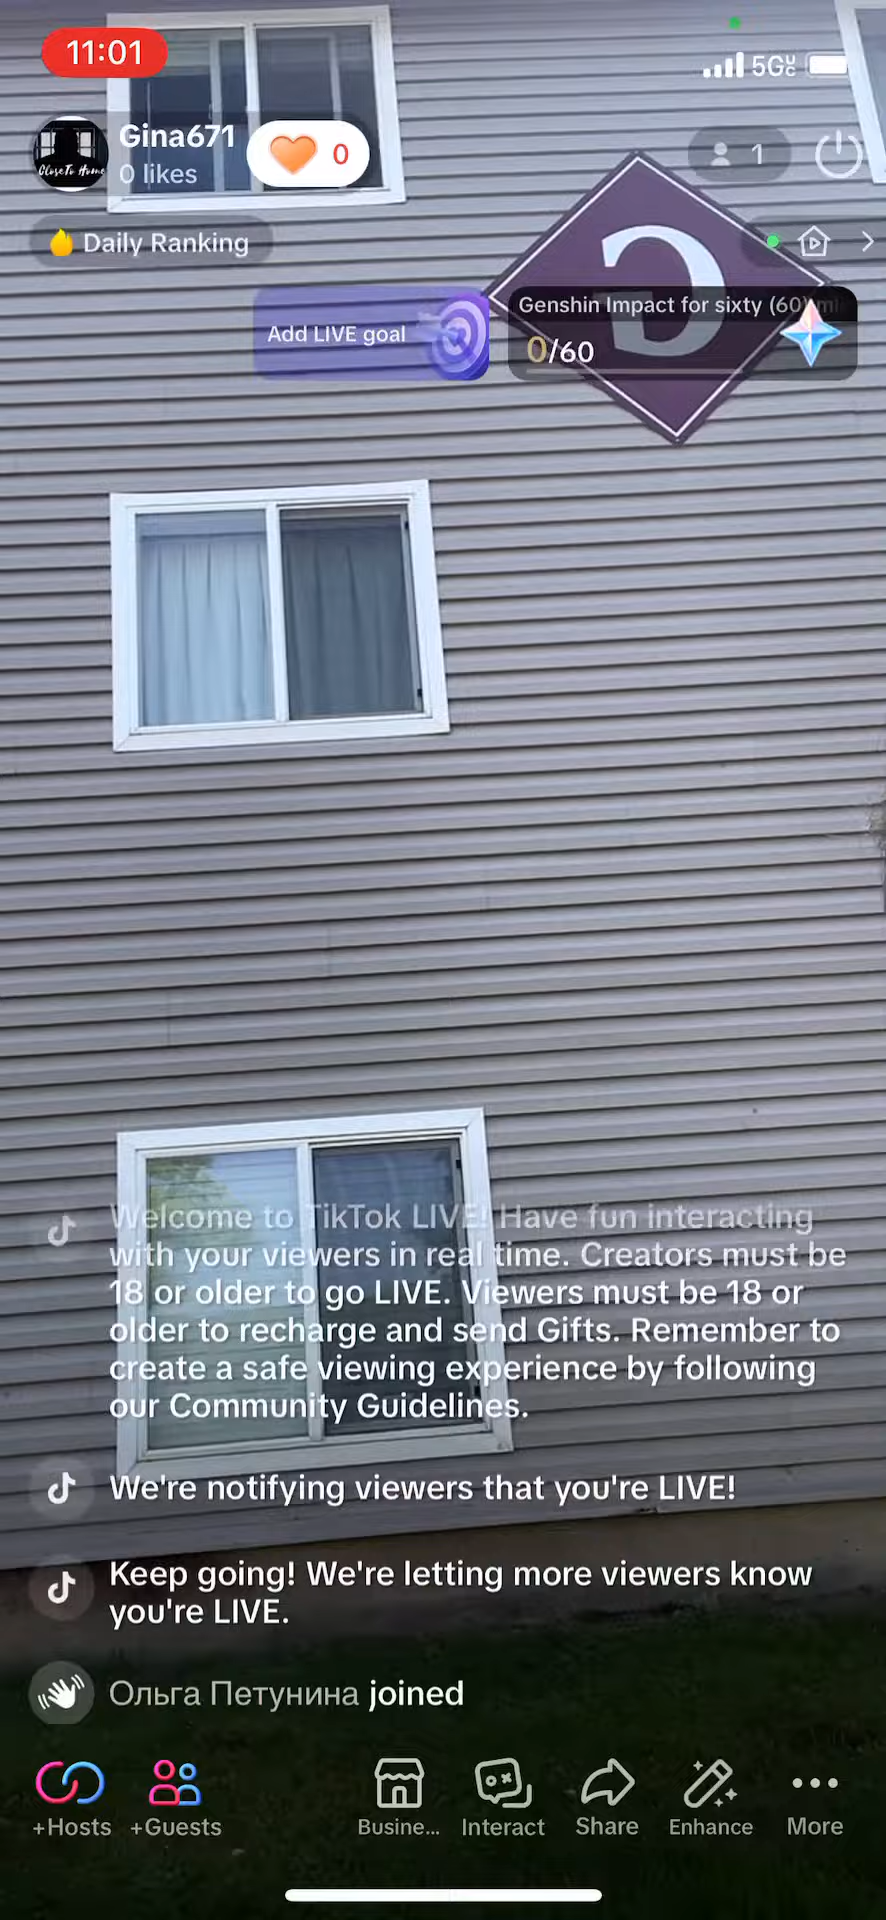 11:01
5G UC
Gina671
0 likes
0
1
CloseTo Home
Daily Ranking
G
Add LIVE goal
Genshin Impact for sixty (60)
0/60
Welcome to TikTok LIVE! Have fun interacting
with your viewers in real time. Creators must be
18 or older to go LIVE. Viewers must be 18 or
older to recharge and send Gifts. Remember to
create a safe viewing experience by following
our Community Guidelines.
We're notifying viewers that you're LIVE!
Keep going! We're letting more viewers know
you're LIVE.
Ольга Петунина joined
+Hosts
+Guests
Busine...
Interact
Share
Enhance
More